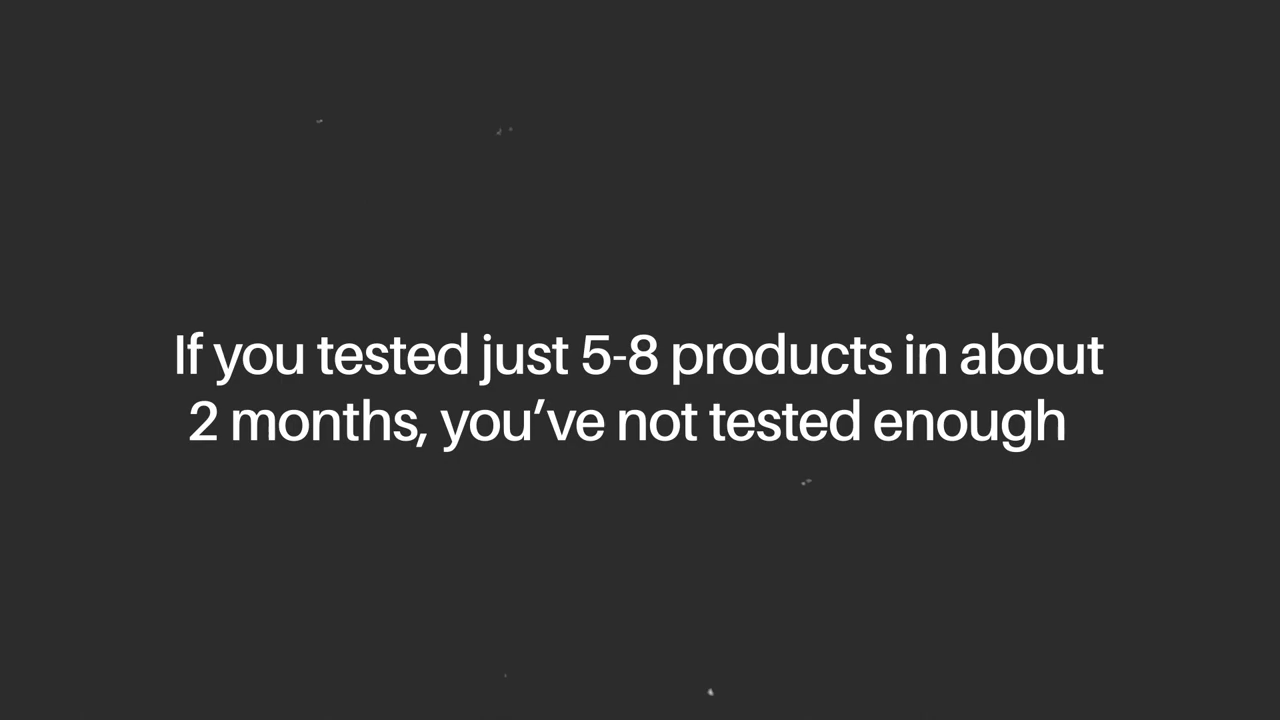 If you tested just 5-8 products in about
2 months, you’ve not tested enough